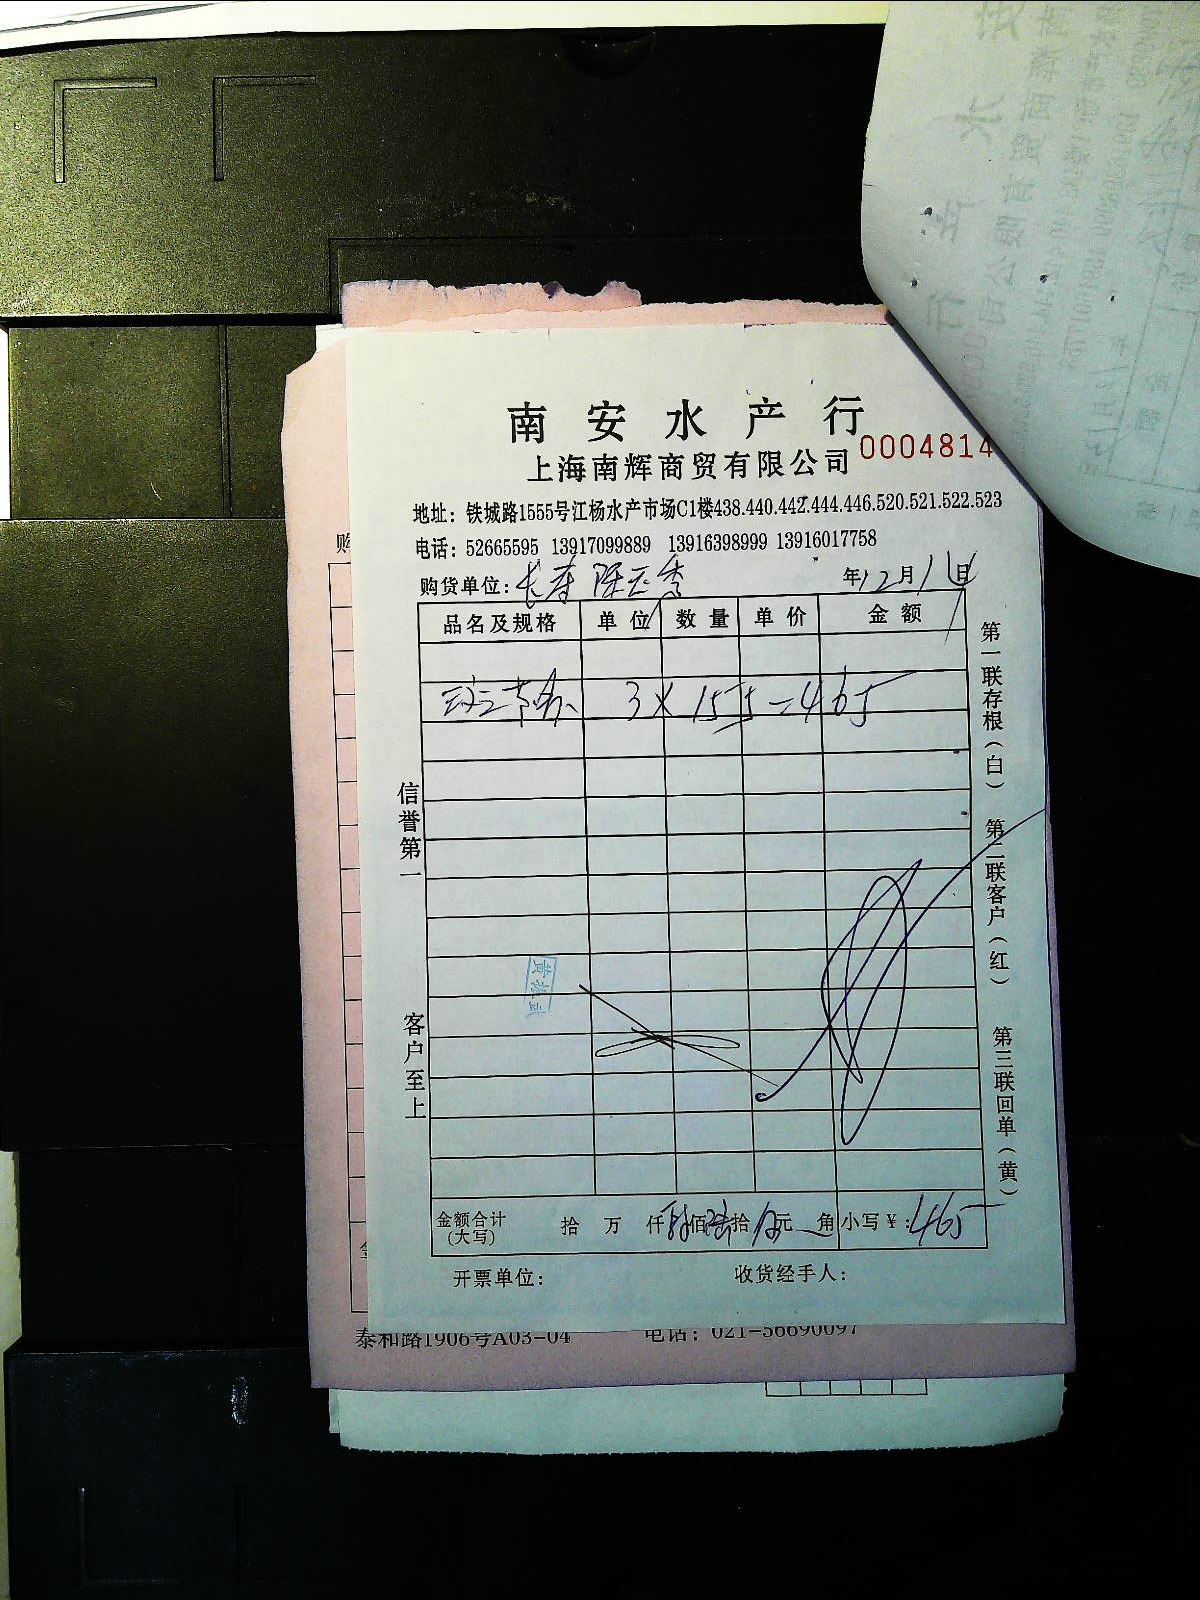 南安水产行
上海南辉商贸有限公司 0004814
地址：铁城路1555号江杨水产市场C1楼438.440.442.444.446.520.521.522.523
电话：52665595 13917099889 13916398999 13916017758
购货单位： 年12月14日
品名及规格 单位 数量 单价 金额
3×155=465
信誉第一
客户至上
第一联存根（白）
第二联客户（红）
第三联回单（黄）
金额合计 拾 万 仟 肆佰陆拾伍元 角 小写￥：465
（大写）
开票单位： 收货经手人：
泰和路1906号A03-04 电话：021-56690097